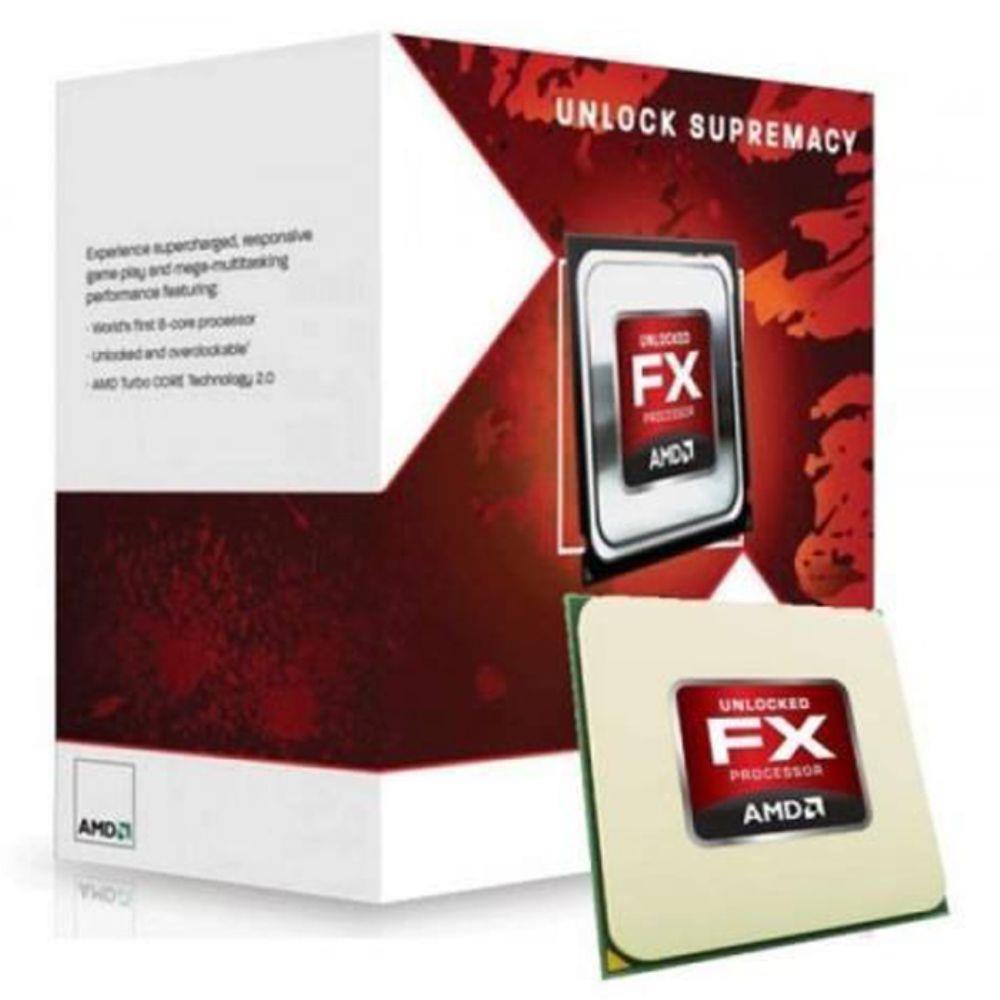 UNLOCK SUPREMACY
Experience supercharged, responsive
game play and mega-multitasking
performance featuring:
- World's first 8-core processor
- Unlocked and overclockable
- AMD Turbo CORE Technology 2.0
UNLOCKED
FX
PROCESSOR
AMD
UNLOCKED
FX
PROCESSOR
AMD
AMD